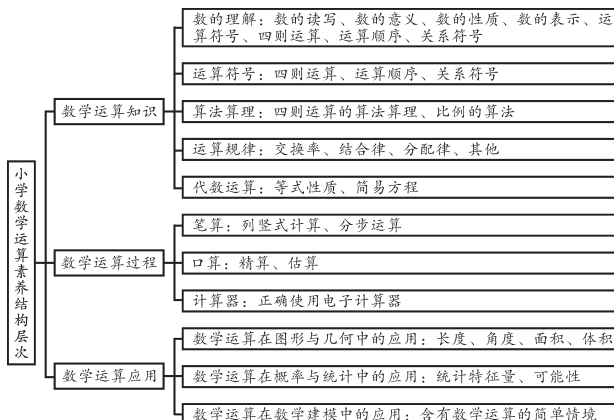 小学数学运算素养结构层次
数学运算知识
数的理解：数的读写、数的意义、数的性质、数的表示、运
算符号、四则运算、运算顺序、关系符号
运算符号：四则运算、运算顺序、关系符号
算法算理：四则运算的算法算理、比例的算法
运算规律：交换率、结合律、分配律、其他
代数运算：等式性质、简易方程
数学运算过程
笔算：列竖式计算、分步运算
口算：精算、估算
计算器：正确使用电子计算器
数学运算应用
数学运算在图形与几何中的应用：长度、角度、面积、体积
数学运算在概率与统计中的应用：统计特征量、可能性
数学运算在数学建模中的应用：含有数学运算的简单情境